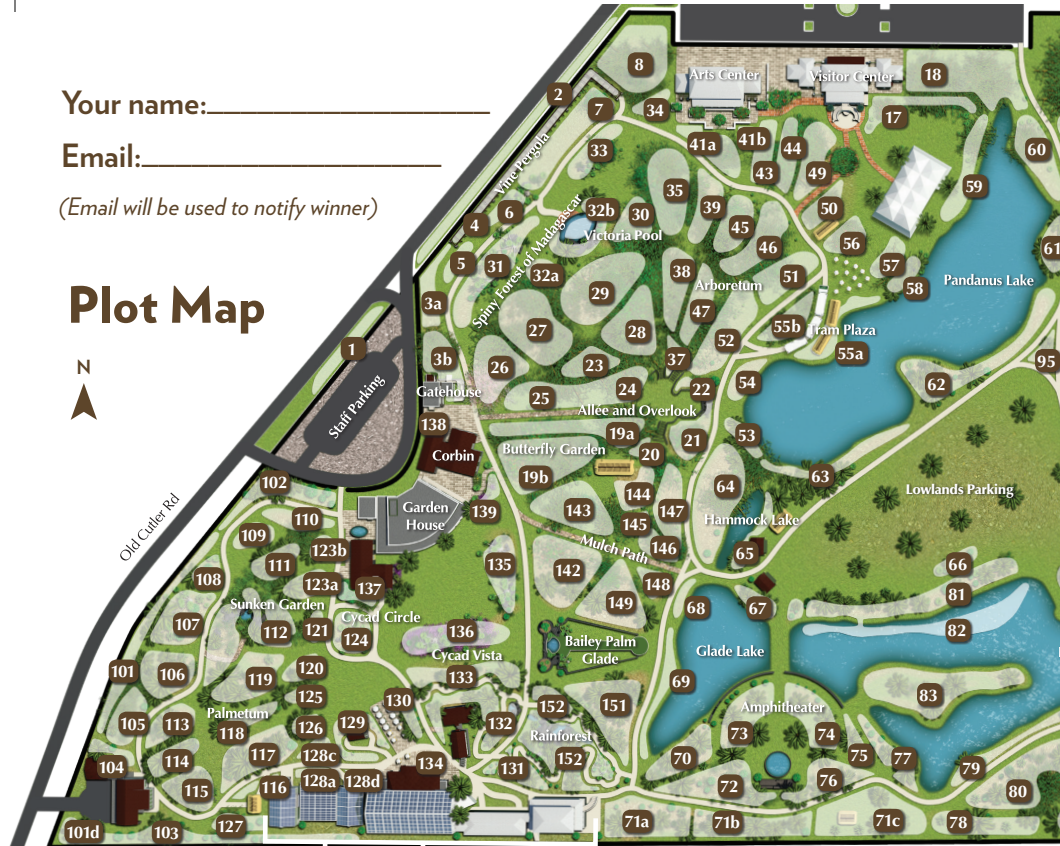 Your name:
Email:
(Email will be used to notify winner)
Plot Map
N
8
Arts Center
Visitor Center
18
2
7
34
17
41a
41b
44
60
33
43
49
Vine Pergola
35
59
6
32b
30
39
50
4
Victoria Pool
45
56
61
5
31
32a
Spiny Forest of Madagascar
46
57
38
51
Pandanus Lake
Arboretum
58
29
3a
47
55b
Tram Plaza
27
28
52
55a
1
3b
26
23
37
95
Gatehouse
25
24
22
54
62
Staff Parking
Allée and Overlook
138
19a
21
53
Butterfly Garden
Corbin
20
63
19b
64
102
144
Lowlands Parking
Garden
House
139
143
147
Old Cutler Rd
110
145
Hammock Lake
109
123b
146
65
Mulch Path
111
135
66
108
123a
137
142
148
81
Sunken Garden
149
68
67
107
Cycad Circle
112
121
124
136
82
Bailey Palm
Glade
Glade Lake
Cycad Vista
101
106
120
119
133
69
83
125
130
152
151
Amphitheater
Palmetum
105
113
118
126
129
132
Rainforest
73
74
117
128c
152
75
77
104
114
134
131
70
79
116
128a
128d
72
76
115
80
101d
103
127
71a
71b
71c
78